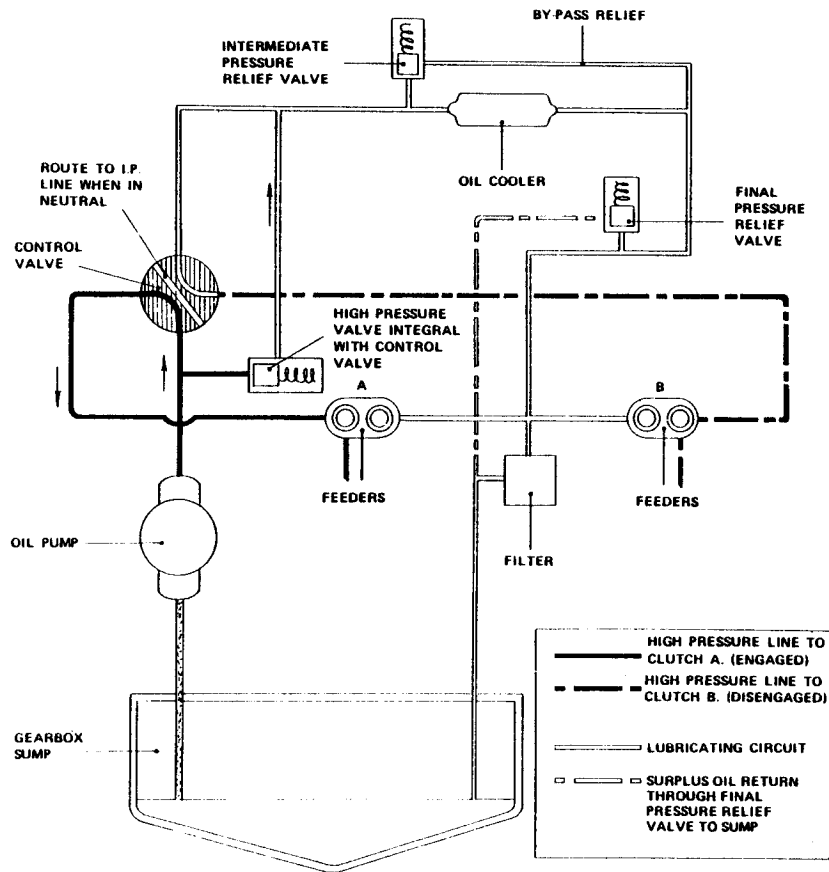 BY-PASS RELIEF
INTERMEDIATE
PRESSURE
RELIEF VALVE
ROUTE TO I.P.
LINE WHEN IN
NEUTRAL
OIL COOLER
FINAL
PRESSURE
RELIEF
VALVE
CONTROL
VALVE
HIGH PRESSURE
VALVE INTEGRAL
WITH CONTROL
VALVE
A
B
FEEDERS
FEEDERS
OIL PUMP
FILTER
GEARBOX
SUMP
HIGH PRESSURE LINE TO
CLUTCH A. (ENGAGED)
HIGH PRESSURE LINE TO
CLUTCH B. (DISENGAGED)
LUBRICATING CIRCUIT
SURPLUS OIL RETURN
THROUGH FINAL
PRESSURE RELIEF
VALVE TO SUMP